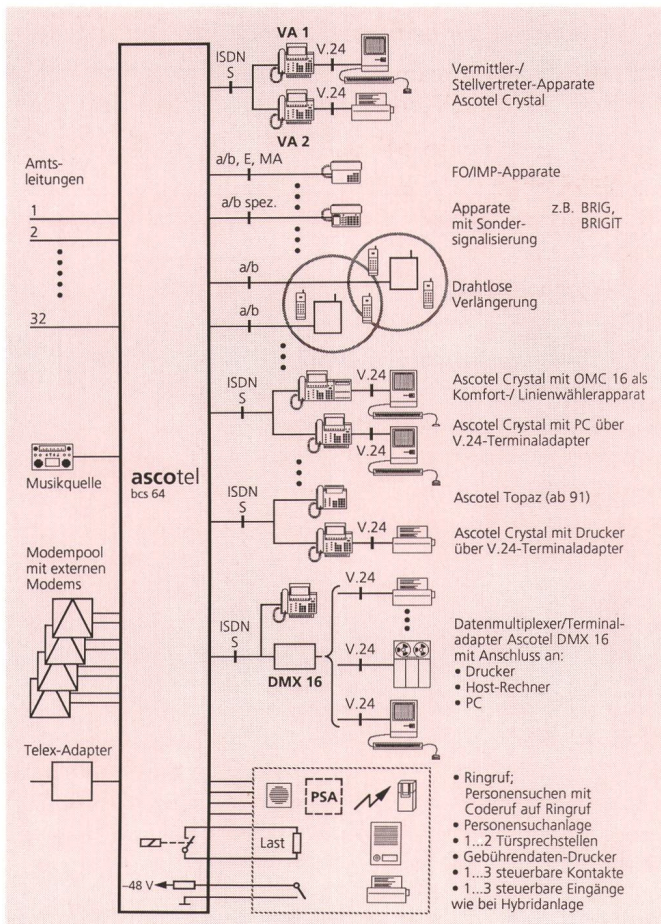 VA 1
V.24
ISDN
S
V.24
VA 2
Vermittler-/
Stellvertreter-Apparate
Ascotel Crystal
Amts-
leitungen
1
2
32
a/b, E, MA
FO/IMP-Apparate
a/b spez.
Apparate z.B. BRIG,
mit Sonder- BRIGIT
signalisierung
a/b
a/b
Drahtlose
Verlängerung
ISDN
S
V.24
V.24
Ascotel Crystal mit OMC 16 als
Komfort-/ Linienwählerapparat
Ascotel Crystal mit PC über
V.24-Terminaladapter
Musikquelle
ascotel
bcs 64
ISDN
S
V.24
Ascotel Topaz (ab 91)
Ascotel Crystal mit Drucker
über V.24-Terminaladapter
Modempool
mit externen
Modems
ISDN
S
DMX 16
V.24
V.24
V.24
Datenmultiplexer/Terminal-
adapter Ascotel DMX 16
mit Anschluss an:
• Drucker
• Host-Rechner
• PC
Telex-Adapter
PSA
Last
–48 V
• Ringruf;
Personensuchen mit
Coderuf auf Ringruf
• Personensuchanlage
• 1...2 Türsprechstellen
• Gebührendaten-Drucker
• 1...3 steuerbare Kontakte
• 1...3 steuerbare Eingänge
wie bei Hybridanlage